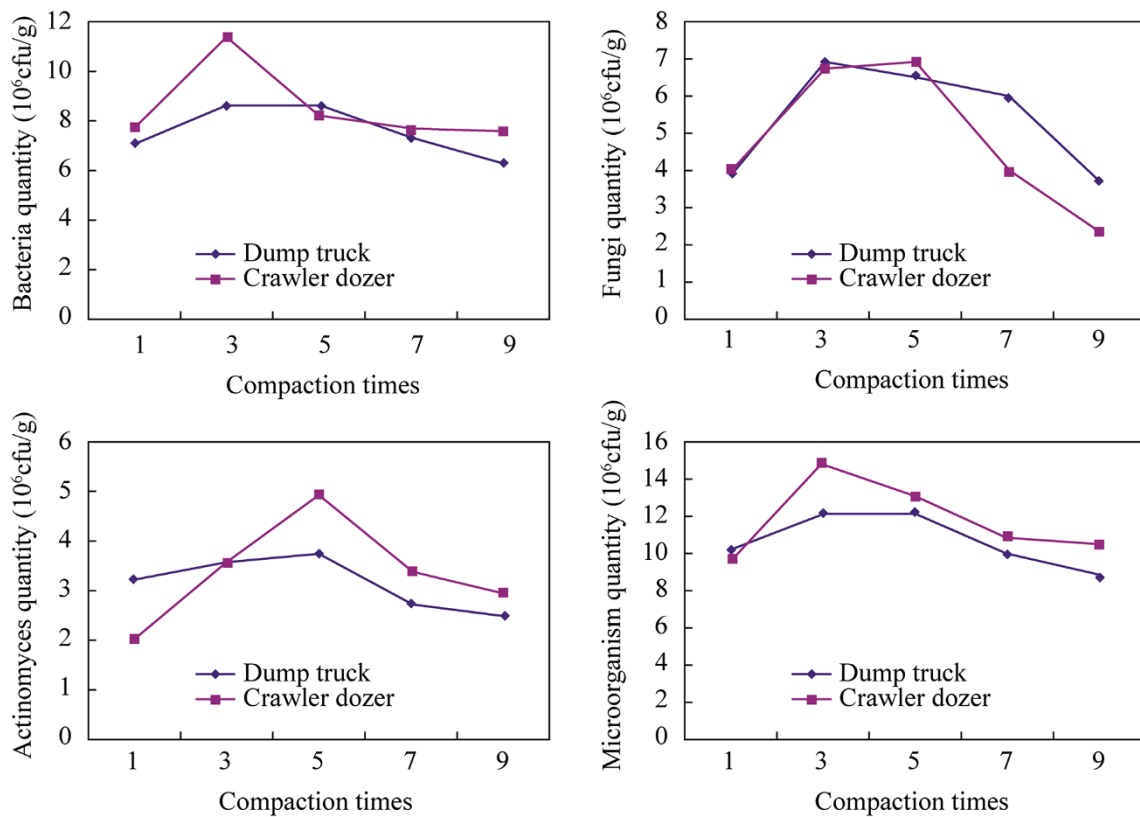 Bacteria quantity (10⁶cfu/g)
12
10
8
6
4
2
0
Dump truck
Crawler dozer
1 3 5 7 9
Compaction times
Fungi quantity (10⁶cfu/g)
8
7
6
5
4
3
2
1
0
Dump truck
Crawler dozer
1 3 5 7 9
Compaction times
Actinomyces quantity (10⁶cfu/g)
6
5
4
3
2
1
0
Dump truck
Crawler dozer
1 3 5 7 9
Compaction times
Microorganism quantity (10⁶cfu/g)
16
14
12
10
8
6
4
2
0
Dump truck
Crawler dozer
1 3 5 7 9
Compaction times